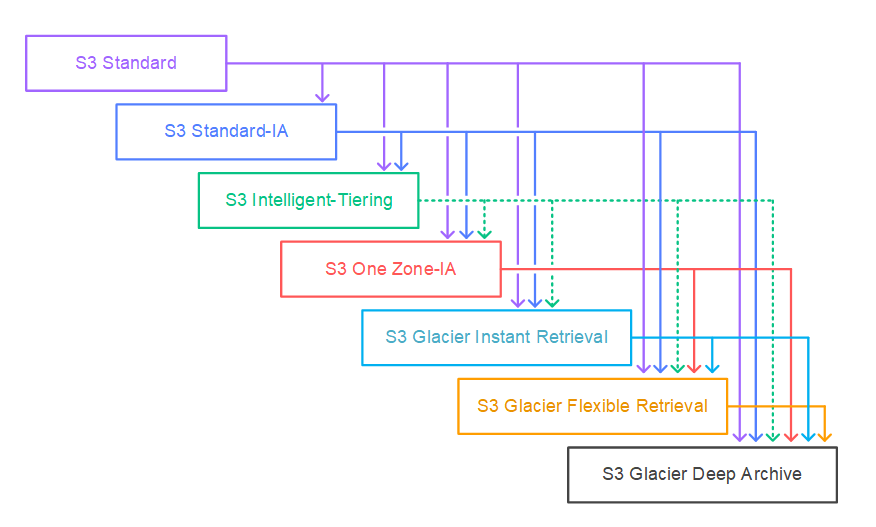 S3 Standard
S3 Standard-IA
S3 Intelligent-Tiering
S3 One Zone-IA
S3 Glacier Instant Retrieval
S3 Glacier Flexible Retrieval
S3 Glacier Deep Archive